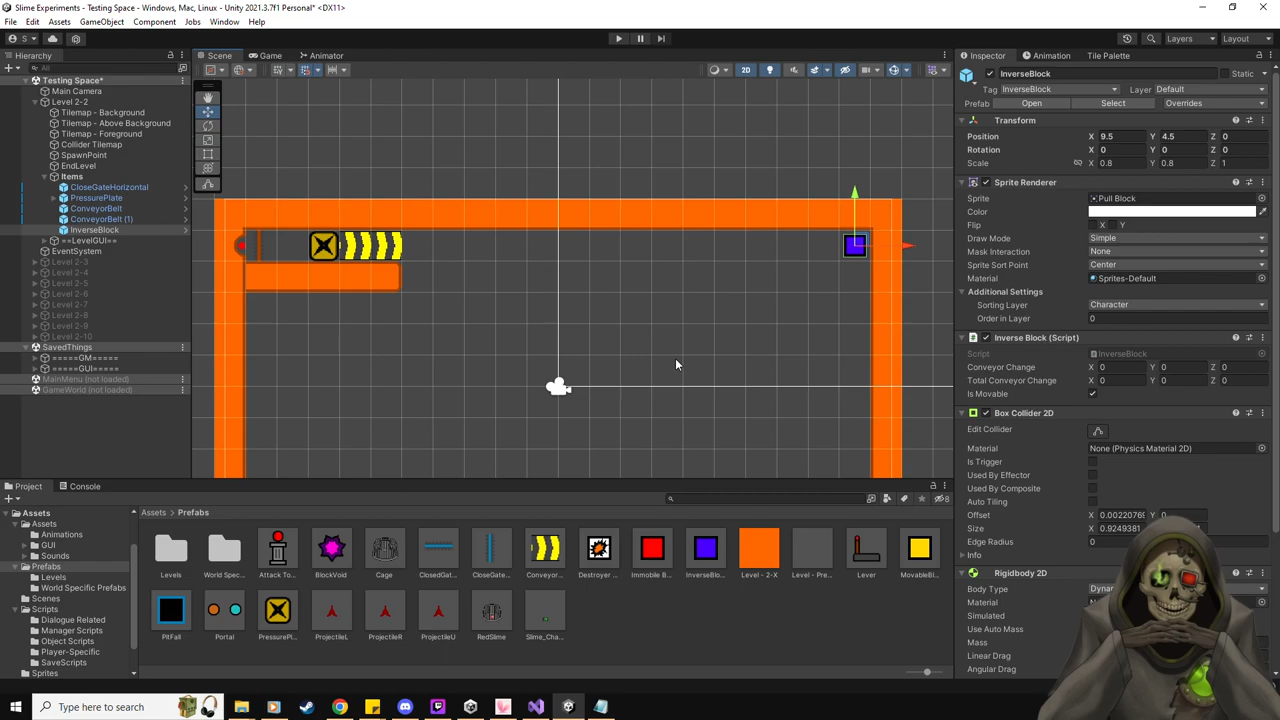 Slime Experiments - Testing Space - Windows, Mac, Linux - Unity 2021.3.7f1 Personal* <DX11>
File Edit Assets GameObject Component Jobs Window Help
S Layers Layout
Hierarchy Scene Game Animator Inspector Animation Tile Palette
All
2D
Testing Space*
Main Camera
Level 2-2
Tilemap - Background
Tilemap - Above Background
Tilemap - Foreground
Collider Tilemap
SpawnPoint
EndLevel
Items
CloseGateHorizontal
PressurePlate
ConveyorBelt
ConveyorBelt (1)
InverseBlock
==LevelGUI==
EventSystem
Level 2-3
Level 2-4
Level 2-5
Level 2-6
Level 2-7
Level 2-8
Level 2-9
Level 2-10
SavedThings
=====GM=====
=====GUI=====
MainMenu (not loaded)
GameWorld (not loaded)
InverseBlock Static
Tag InverseBlock Layer Default
Prefab Open Select Overrides
Transform
Position X 9.5 Y 4.5 Z 0
Rotation X 0 Y 0 Z 0
Scale X 0.8 Y 0.8 Z 1
Sprite Renderer
Sprite Pull Block
Color
Flip X Y
Draw Mode Simple
Mask Interaction None
Sprite Sort Point Center
Material Sprites-Default
Additional Settings
Sorting Layer Character
Order in Layer 0
Inverse Block (Script)
Script InverseBlock
Conveyor Change X 0 Y 0 Z 0
Total Conveyor Change X 0 Y 0 Z 0
Is Movable
Box Collider 2D
Edit Collider
Material None (Physics Material 2D)
Is Trigger
Used By Effector
Used By Composite
Auto Tiling
Offset X 0.00220769
Size X 0.9249381
Edge Radius 0
Info
Rigidbody 2D
Body Type
Material
Simulated
Use Auto Mass
Mass
Linear Drag
Angular Drag
Project Console
8
Assets
Assets
Animations
GUI
Sounds
Prefabs
Levels
World Specific Prefabs
Scenes
Scripts
Dialogue Related
Manager Scripts
Object Scripts
Player-Specific
SaveScripts
Sprites
Assets > Prefabs
Levels World Spec... Attack To... BlockVoid Cage ClosedGat... CloseGate... Conveyor... Destroyer ... Immobile B... InverseBlo... Level - 2-X Level - Pre... Lever MovableBl...
PitFall Portal PressurePl... ProjectileL ProjectileR ProjectileU RedSlime Slime_Cha...
Type here to search